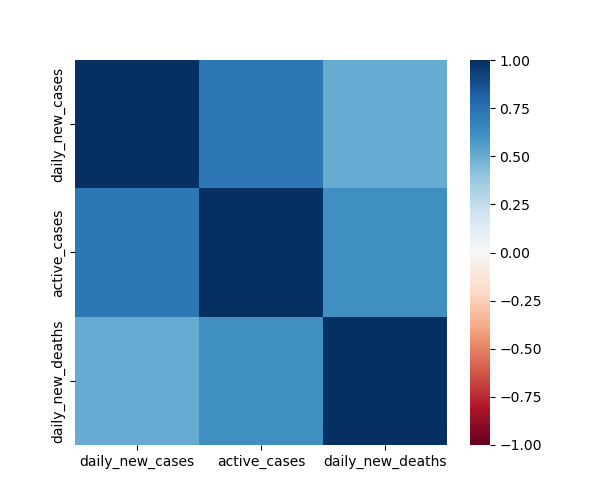 daily_new_cases
active_cases
daily_new_deaths
daily_new_cases
active_cases
daily_new_deaths
1.00
0.75
0.50
0.25
0.00
−0.25
−0.50
−0.75
−1.00